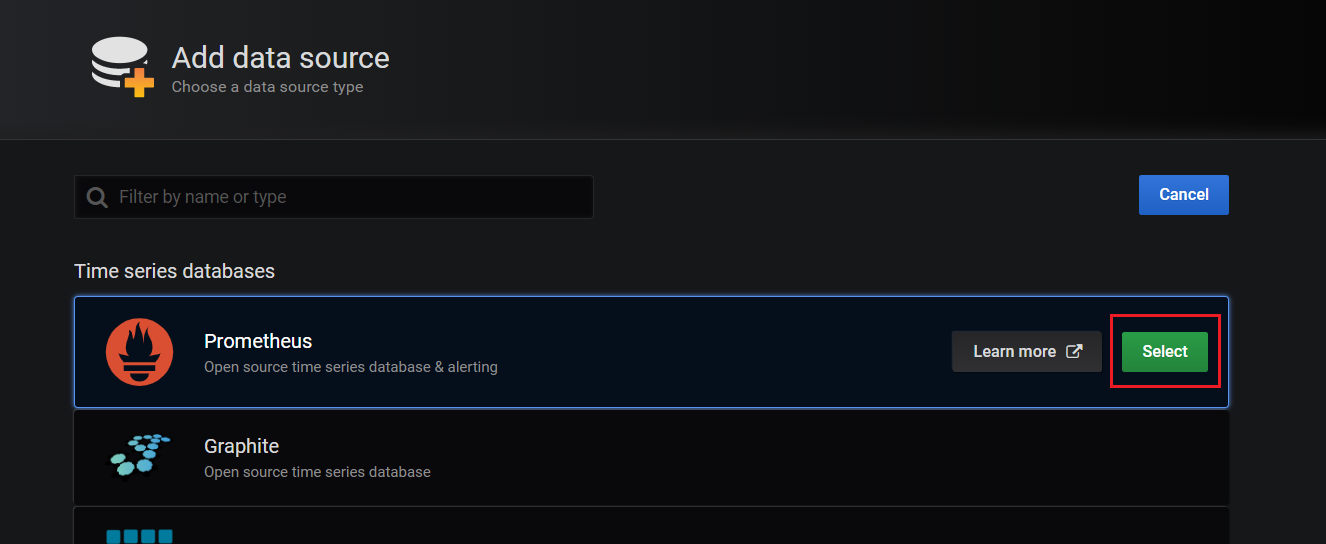 Add data source
Choose a data source type
Filter by name or type
Cancel
Time series databases
Prometheus
Open source time series database & alerting
Learn more
Select
Graphite
Open source time series database